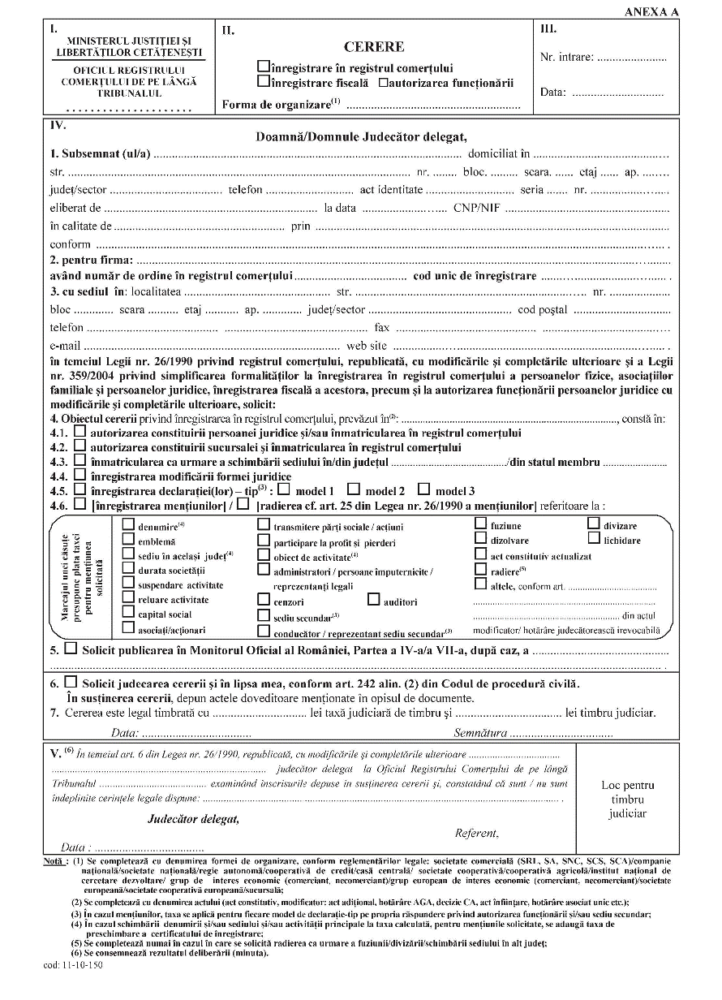 ANEXA A
I.
MINISTERUL JUSTIŢIEI ŞI
LIBERTĂŢILOR CETĂŢENEŞTI
OFICIUL REGISTRULUI
COMERŢULUI DE PE LÂNGĂ
TRIBUNALUL
. . . . . . . . . . . . . . . . . . . .
II.
CERERE
☐înregistrare în registrul comerţului
☐înregistrare fiscală ☐autorizarea funcţionării
Forma de organizare(1) ..................................................
III.
Nr. intrare: ......................
Data: ............................
IV.
Doamnă/Domnule Judecător delegat,
1. Subsemnat (ul/a) .......................................... domiciliat în ..............................
str. .......................................... nr. ........ bloc. ......... scara. ...... etaj ...... ap. ........
judeţ/sector .................... telefon .................... act identitate .................... seria ....... nr. ....................
eliberat de .................... la data .................... CNP/NIF ....................
în calitate de .................... prin ....................
conform ....................
2. pentru firma: ....................
având număr de ordine în registrul comerţului.................... cod unic de înregistrare ....................
3. cu sediul în: localitatea .................... str. .................... nr. ....................
bloc ............ scara .......... etaj ........... ap. ............ judeţ/sector .................... cod poştal ....................
telefon .................... .................... fax .................... ....................
e-mail .................... web site ....................
în temeiul Legii nr. 26/1990 privind registrul comerţului, republicată, cu modificările şi completările ulterioare şi a Legii
nr. 359/2004 privind simplificarea formalităţilor la înregistrarea în registrul comerţului a persoanelor fizice, asociaţiilor
familiale şi persoanelor juridice, înregistrarea fiscală a acestora, precum şi la autorizarea funcţionării persoanelor juridice cu
modificările şi completările ulterioare, solicit:
4. Obiectul cererii privind înregistrarea în registrul comerţului, prevăzut în(2): ...................., constă în:
4.1. ☐ autorizarea constituirii persoanei juridice şi/sau înmatricularea în registrul comerţului
4.2. ☐ autorizarea constituirii sucursalei şi înmatricularea în registrul comerţului
4.3. ☐ înmatricularea ca urmare a schimbării sediului în/din judeţul ..................../din statul membru ....................
4.4. ☐ înregistrarea modificării formei juridice
4.5. ☐ înregistrarea declaraţiei(lor) – tip(3) : ☐ model 1 ☐ model 2 ☐ model 3
4.6. ☐ [înregistrarea menţiunilor] / ☐ [radierea cf. art. 25 din Legea nr. 26/1990 a menţiunilor] referitoare la :
Marcajul unei căsuţe
presupune plata taxei
pentru menţiunea
solicitată
☐ denumire(4)
☐ emblemă
☐ sediu în acelaşi judeţ(4)
☐ durata societăţii
☐ suspendare activitate
☐ reluare activitate
☐ capital social
☐ asociaţi/acţionari
☐ transmitere părţi sociale / acţiuni
☐ participare la profit şi pierderi
☐ obiect de activitate(4)
☐ administratori / persoane împuternicite /
reprezentanţi legali
☐ cenzori ☐ auditori
☐ sediu secundar(3)
☐ conducător / reprezentant sediu secundar(3)
☐ fuziune ☐ divizare
☐ dizolvare ☐ lichidare
☐ act constitutiv actualizat
☐ radiere(5)
☐ altele, conform art. ....................
..................................................
.......................................... din actul
modificator/ hotărâre judecătorească irevocabilă
5. ☐ Solicit publicarea în Monitorul Oficial al României, Partea a IV-a/a VII-a, după caz, a ....................
..................................................
6. ☐ Solicit judecarea cererii şi în lipsa mea, conform art. 242 alin. (2) din Codul de procedură civilă.
În susţinerea cererii, depun actele doveditoare menţionate în opisul de documente.
7. Cererea este legal timbrată cu .................... lei taxă judiciară de timbru şi .................... lei timbru judiciar.
Data: .................... Semnătura ....................
V. (6) În temeiul art. 6 din Legea nr. 26/1990, republicată, cu modificările şi completările ulterioare ....................
.................... judecător delegat la Oficiul Registrului Comerţului de pe lângă
Tribunalul .................... examinând înscrisurile depuse in susţinerea cererii şi, constatând că sunt / nu sunt
îndeplinite cerinţele legale dispune: ....................
Judecător delegat,
Referent,
Data : ....................
Loc pentru
timbru
judiciar
Notă : (1) Se completează cu denumirea formei de organizare, conform reglementărilor legale: societate comercială (SRL, SA, SNC, SCS, SCA)/companie
naţională/societate naţională/regie autonomă/cooperativă de credit/casă centrală/ societate cooperativă/cooperativă agricolă/institut naţional de
cercetare dezvoltare/ grup de interes economic (comerciant, necomerciant)/grup european de interes economic (comerciant, necomerciant)/societate
europeană/societate cooperativă europeană/sucursală;
(2) Se completează cu denumirea actului (act constitutiv, modificator: act adiţional, hotărâre AGA, decizie CA, act înfiinţare, hotărâre asociat unic etc.);
(3) În cazul menţiunilor, taxa se aplică pentru fiecare model de declaraţie-tip pe propria răspundere privind autorizarea funcţionării şi/sau sediu secundar;
(4) În cazul schimbării denumirii şi/sau sediului şi/sau activităţii principale la taxa calculată, pentru menţiunile solicitate, se adaugă taxa de
preschimbare a certificatului de înregistrare;
(5) Se completează numai în cazul în care se solicită radierea ca urmare a fuziunii/divizării/schimbării sediului în alt judeţ;
(6) Se consemnează rezultatul deliberării (minuta).
cod: 11-10-150